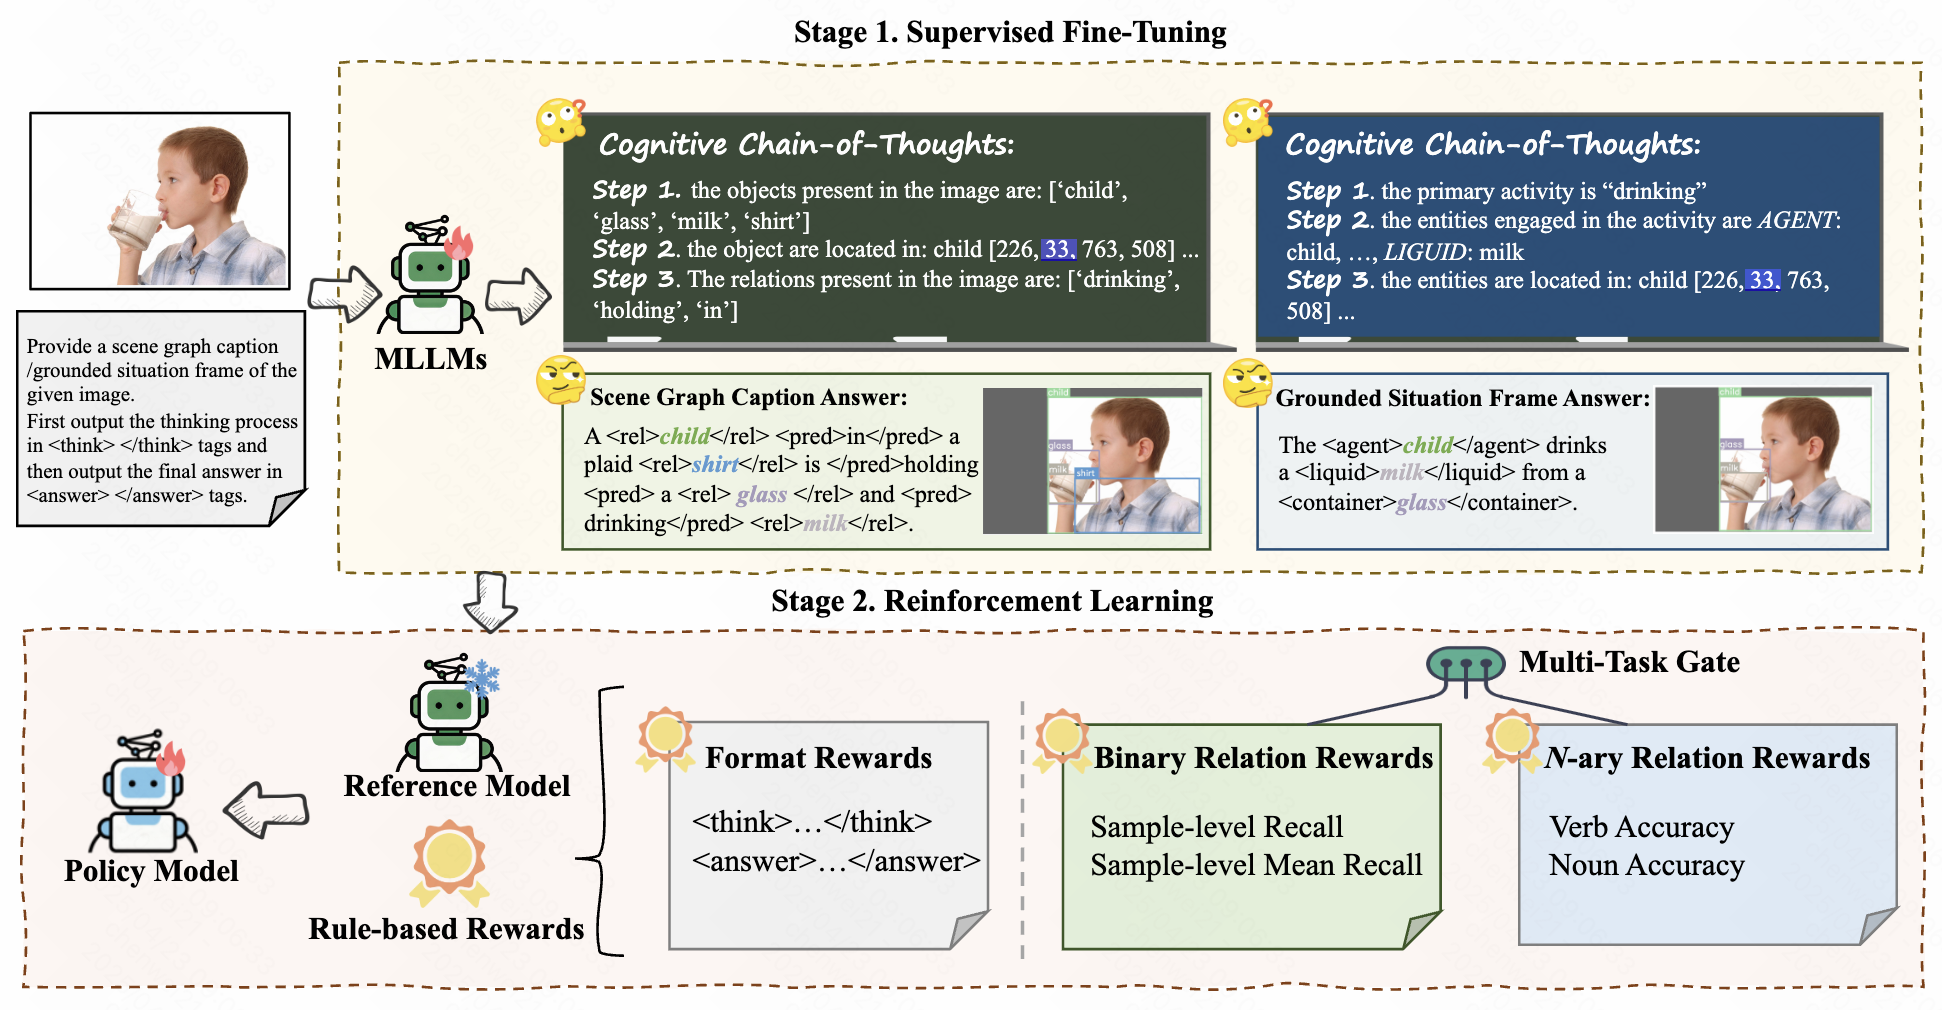 Stage 1. Supervised Fine-Tuning
Provide a scene graph caption
/grounded situation frame of the
given image.
First output the thinking process
in <think> </think> tags and
then output the final answer in
<answer> </answer> tags.
MLLMs
Cognitive Chain-of-Thoughts:
Step 1. the objects present in the image are: [‘child’,
‘glass’, ‘milk’, ‘shirt’]
Step 2. the object are located in: child [226, 33, 763, 508] ...
Step 3. The relations present in the image are: [‘drinking’,
‘holding’, ‘in’]
Cognitive Chain-of-Thoughts:
Step 1. the primary activity is “drinking”
Step 2. the entities engaged in the activity are AGENT:
child, …, LIGUID: milk
Step 3. the entities are located in: child [226, 33, 763,
508] ...
Scene Graph Caption Answer:
A <rel>child</rel> <pred>in</pred> a
plaid <rel>shirt</rel> is </pred>holding
<pred> a <rel> glass </rel> and <pred>
drinking</pred> <rel>milk</rel>.
child
glass
milk
shirt
Grounded Situation Frame Answer:
The <agent>child</agent> drinks
a <liquid>milk</liquid> from a
<container>glass</container>.
child
glass
milk
Stage 2. Reinforcement Learning
Reference Model
Policy Model
Rule-based Rewards
Format Rewards
<think>…</think>
<answer>…</answer>
Multi-Task Gate
Binary Relation Rewards
Sample-level Recall
Sample-level Mean Recall
N-ary Relation Rewards
Verb Accuracy
Noun Accuracy